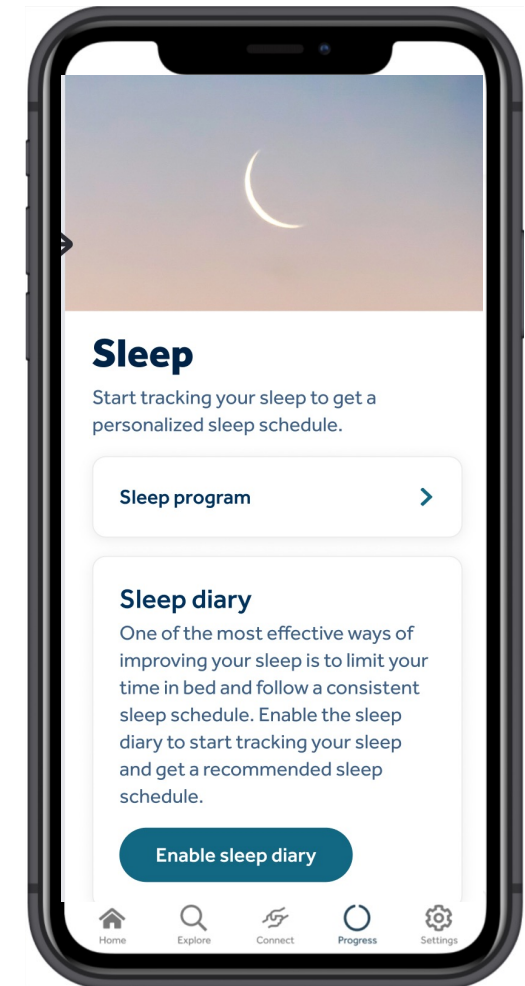 Sleep
Start tracking your sleep to get a
personalized sleep schedule.
Sleep program
Sleep diary
One of the most effective ways of
improving your sleep is to limit your
time in bed and follow a consistent
sleep schedule. Enable the sleep
diary to start tracking your sleep
and get a recommended sleep
schedule.
Enable sleep diary
Home Explore Connect Progress Settings